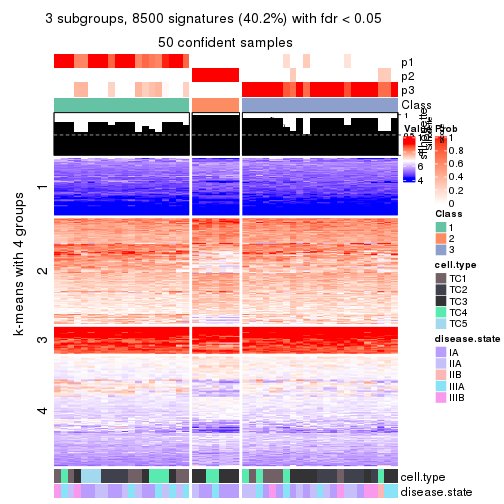 3 subgroups, 8500 signatures (40.2%) with fdr < 0.05
50 confident samples
p1
p2
p3
Class
1
Prob
1
0.8
0.6
0.4
0.2
0
Value
6
4
k-means with 4 groups
1
2
3
4
Class
1
2
3
cell.type
TC1
TC2
TC3
TC4
TC5
disease.state
IA
IIA
IIB
IIIA
IIIB
cell.type
disease.state